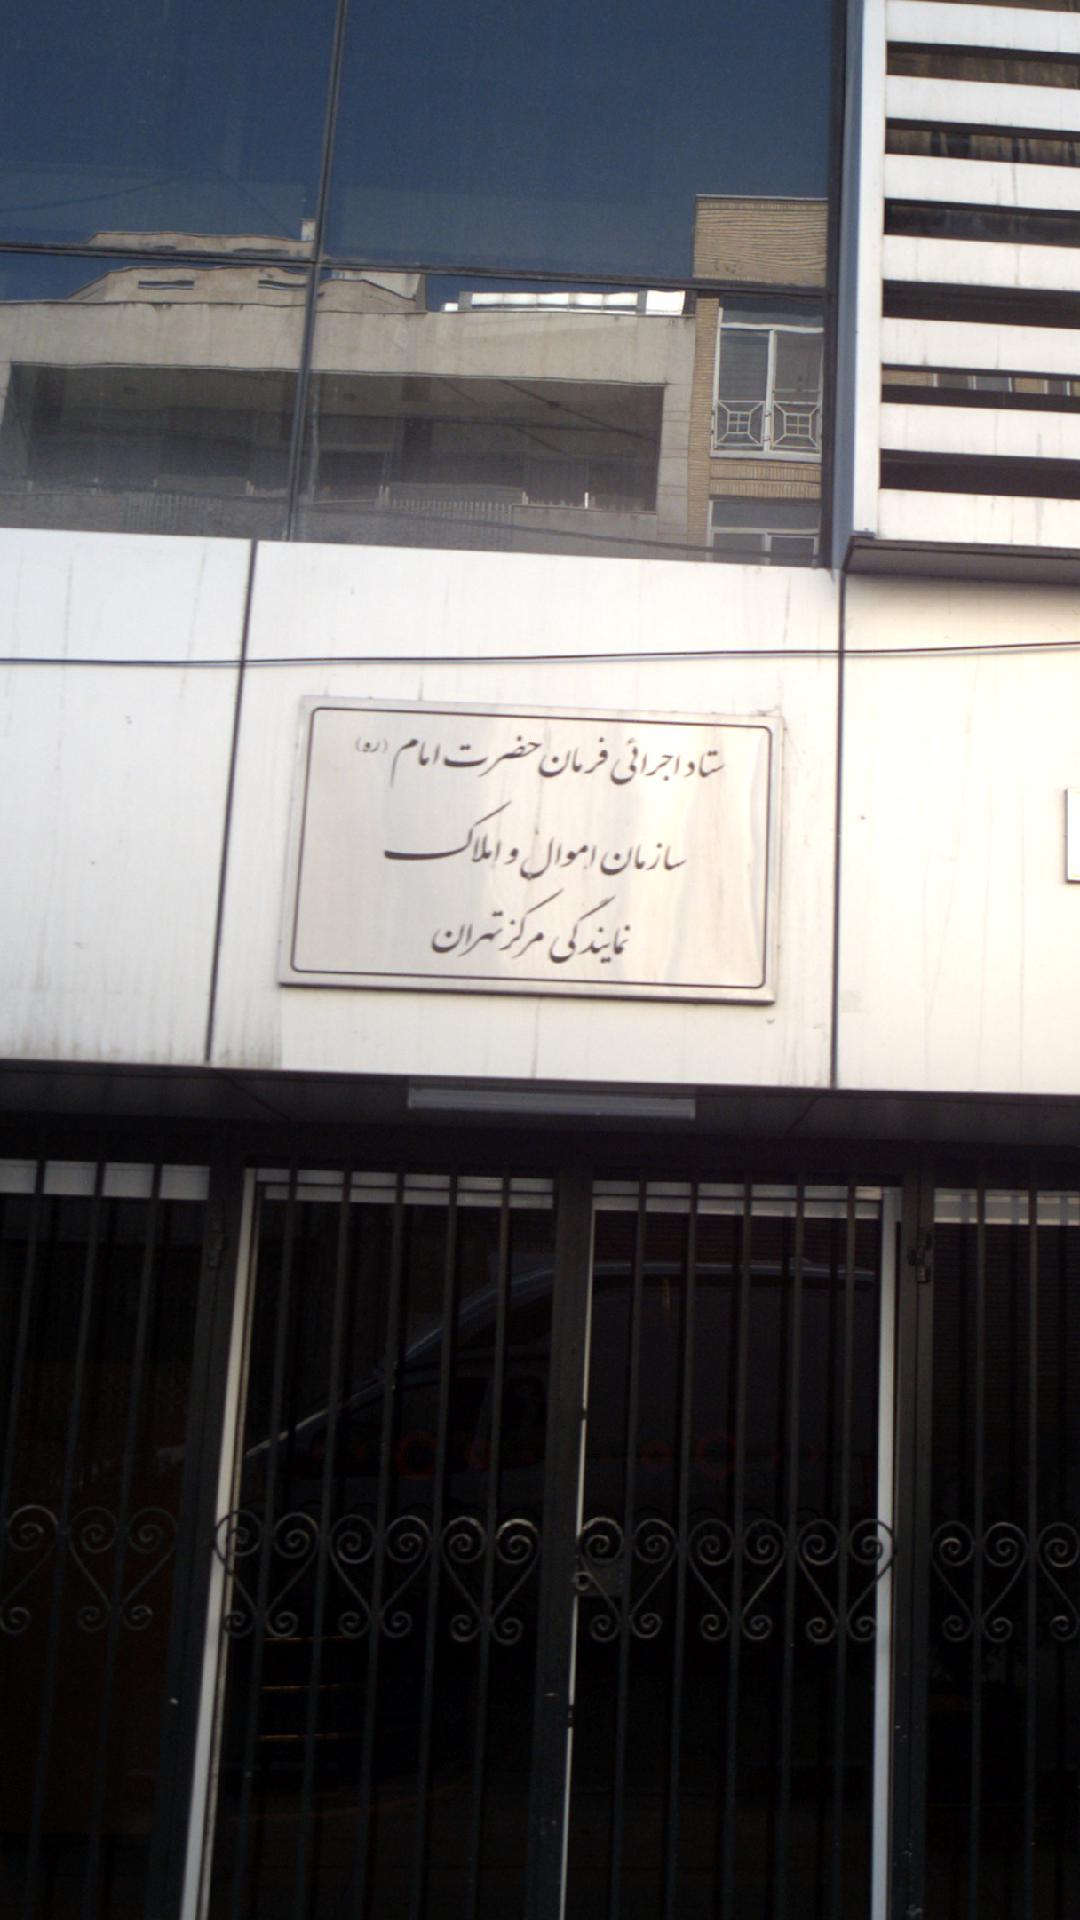 ستاد اجرائی فرمان حضرت امام (ره)
سازمان اموال و املاک
نمایندگی مرکز تهران